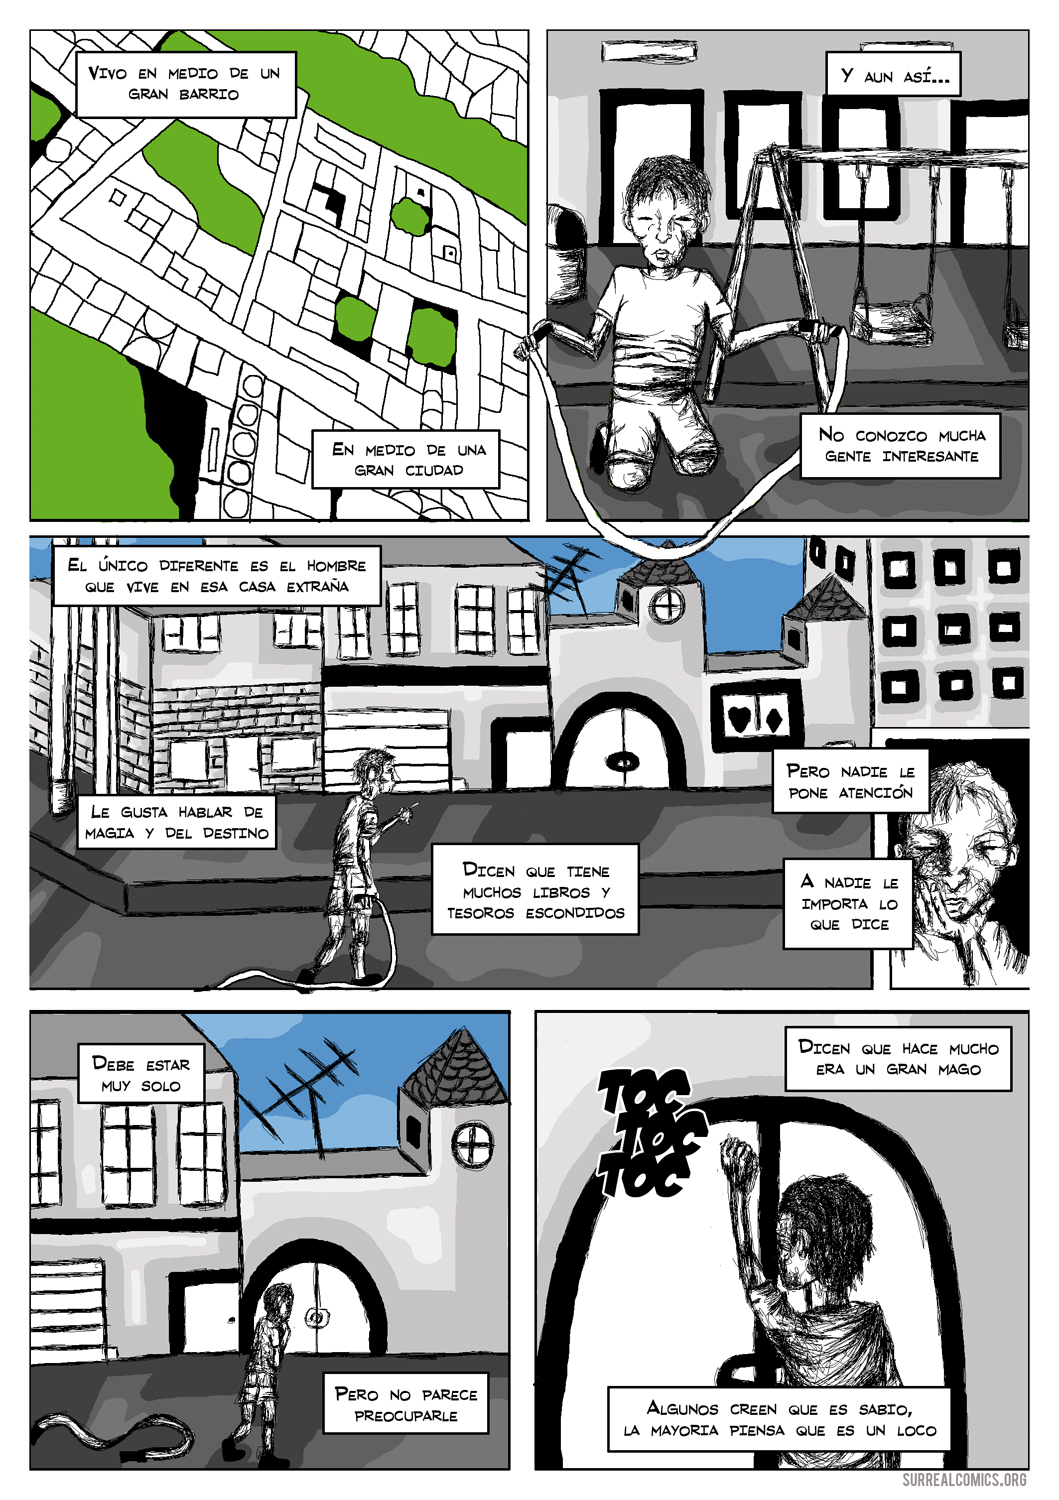 Vivo en medio de un
gran barrio
En medio de una
gran ciudad
Y aun así...
No conozco mucha
gente interesante
El único diferente es el hombre
que vive en esa casa extraña
Le gusta hablar de
magia y del destino
Dicen que tiene
muchos libros y
tesoros escondidos
Pero nadie le
pone atención
A nadie le
importa lo
que dice
Debe estar
muy solo
Pero no parece
preocuparle
Dicen que hace mucho
era un gran mago
TOC
TOC
TOC
Algunos creen que es sabio,
la mayoria piensa que es un loco
SURREALCOMICS.ORG